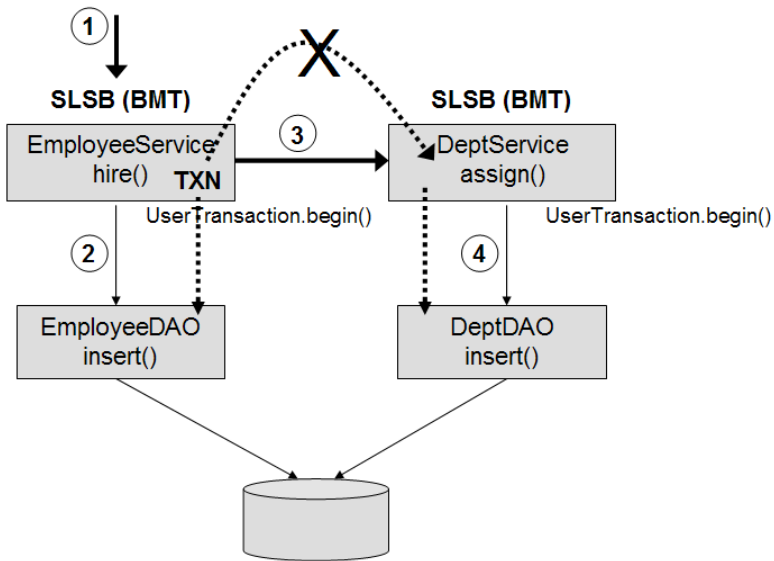 1
X
SLSB (BMT)
SLSB (BMT)
EmployeeService
hire()
TXN
3
DeptService
assign()
UserTransaction.begin()
UserTransaction.begin()
2
4
EmployeeDAO
insert()
DeptDAO
insert()